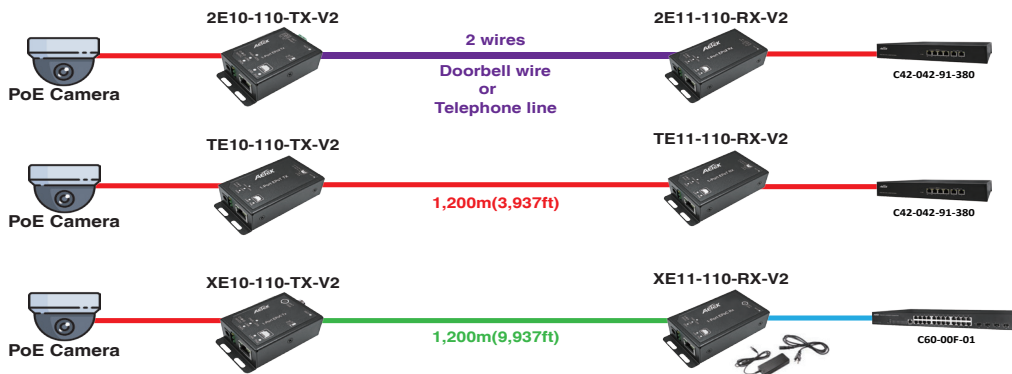 2E10-110-TX-V2
2E11-110-RX-V2
2 wires
Doorbell wire
or
Telephone line
PoE Camera
C42-042-91-380
TE10-110-TX-V2
TE11-110-RX-V2
1,200m(3,937ft)
PoE Camera
C42-042-91-380
XE10-110-TX-V2
XE11-110-RX-V2
1,200m(9,937ft)
PoE Camera
C60-00F-01